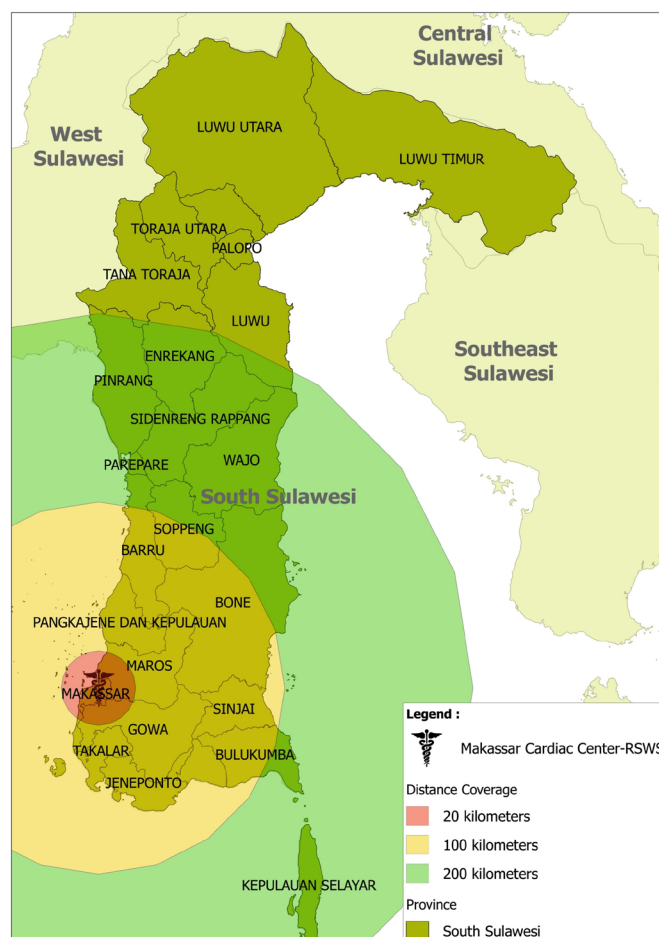 Central
Sulawesi
West
Sulawesi
LUWU UTARA
LUWU TIMUR
TORAJA UTARA
PALOPO
TANA TORAJA
LUWU
Southeast
Sulawesi
ENREKANG
PINRANG
SIDENRENG RAPPANG
PAREPARE
WAJO
South Sulawesi
SOPPENG
BARRU
BONE
PANGKAJENE DAN KEPULAUAN
MAROS
MAKASSAR
SINJAI
GOWA
TAKALAR
BULUKUMBA
JENEPONTO
KEPULAUAN SELAYAR
Legend :
Makassar Cardiac Center-RSWS
Distance Coverage
20 kilometers
100 kilometers
200 kilometers
Province
South Sulawesi